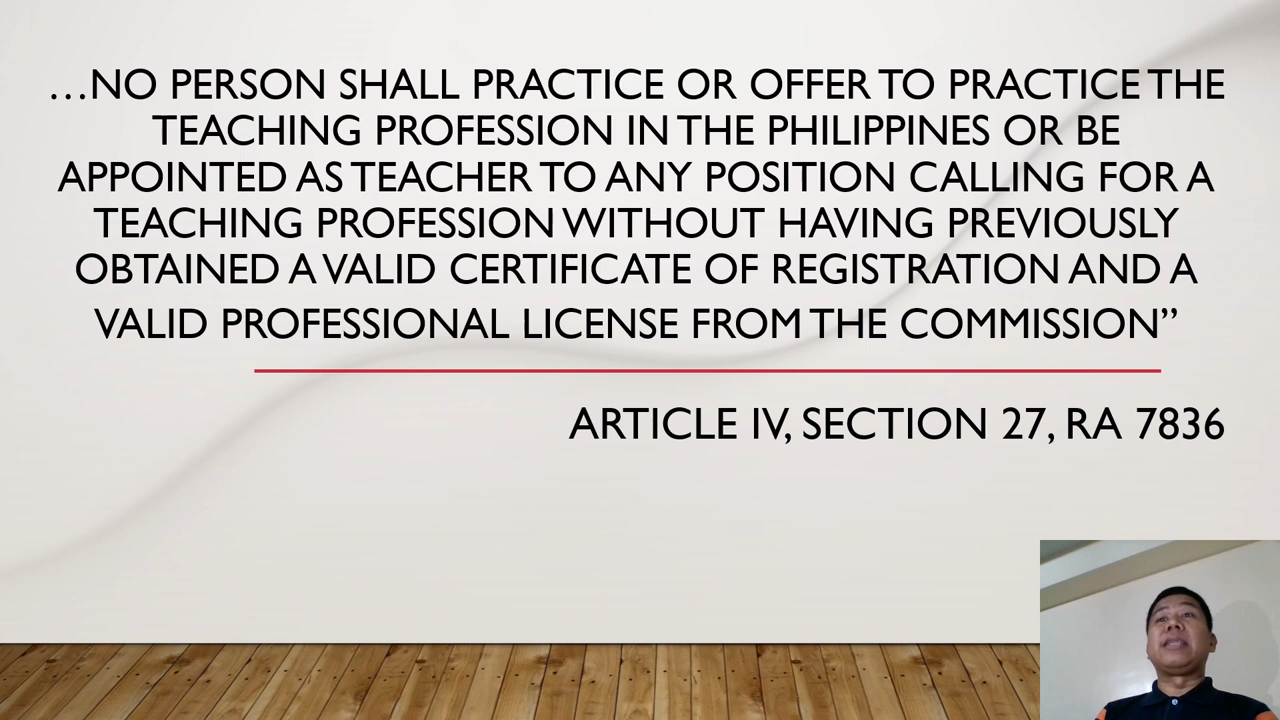 …NO PERSON SHALL PRACTICE OR OFFER TO PRACTICE THE
TEACHING PROFESSION IN THE PHILIPPINES OR BE
APPOINTED AS TEACHER TO ANY POSITION CALLING FOR A
TEACHING PROFESSION WITHOUT HAVING PREVIOUSLY
OBTAINED A VALID CERTIFICATE OF REGISTRATION AND A
VALID PROFESSIONAL LICENSE FROM THE COMMISSION”
ARTICLE IV, SECTION 27, RA 7836